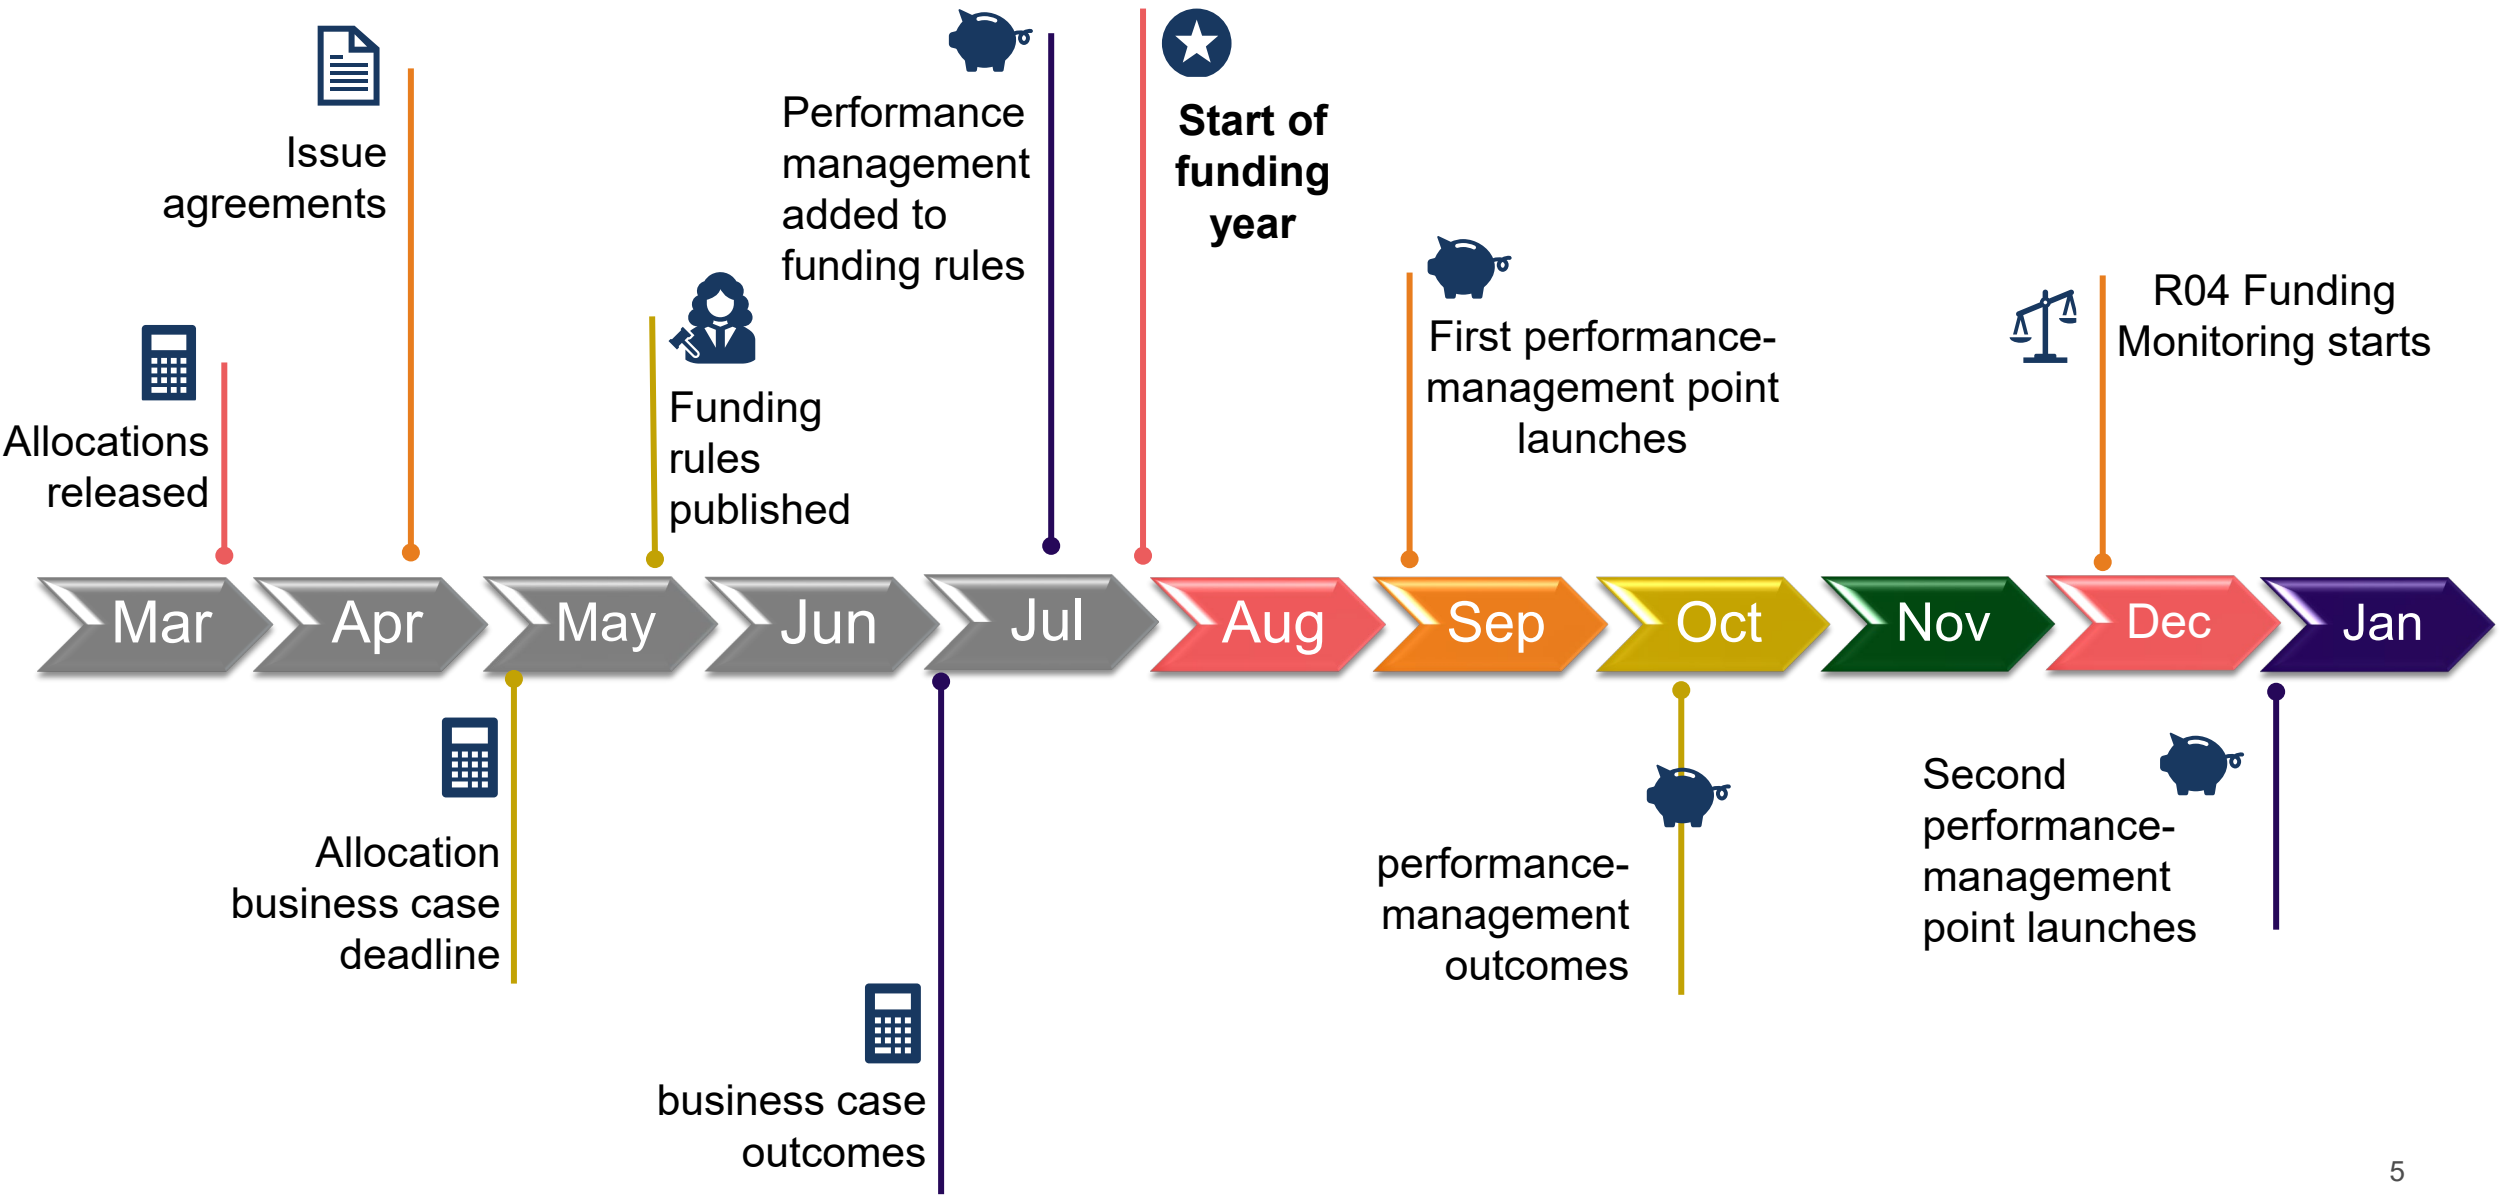 Issue
agreements
Performance
management
added to
funding rules
Start of
funding
year
Allocations
released
Funding
rules
published
First performance-
management point
launches
R04 Funding
Monitoring starts
Mar
Apr
May
Jun
Jul
Aug
Sep
Oct
Nov
Dec
Jan
Allocation
business case
deadline
business case
outcomes
performance-
management
outcomes
Second
performance-
management
point launches
5